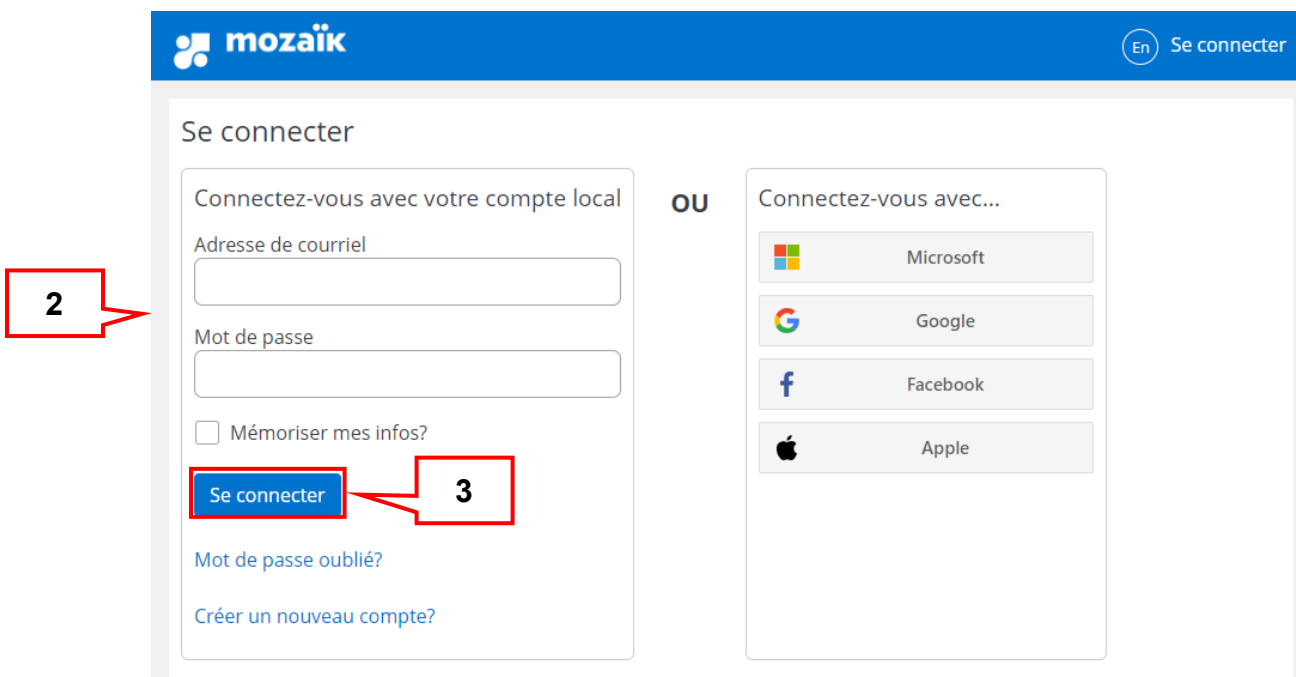 mozaïk
En Se connecter
Se connecter
Connectez-vous avec votre compte local
Adresse de courriel
2
Mot de passe
Mémoriser mes infos?
Se connecter
3
Mot de passe oublié?
Créer un nouveau compte?
OU
Connectez-vous avec...
Microsoft
Google
Facebook
Apple